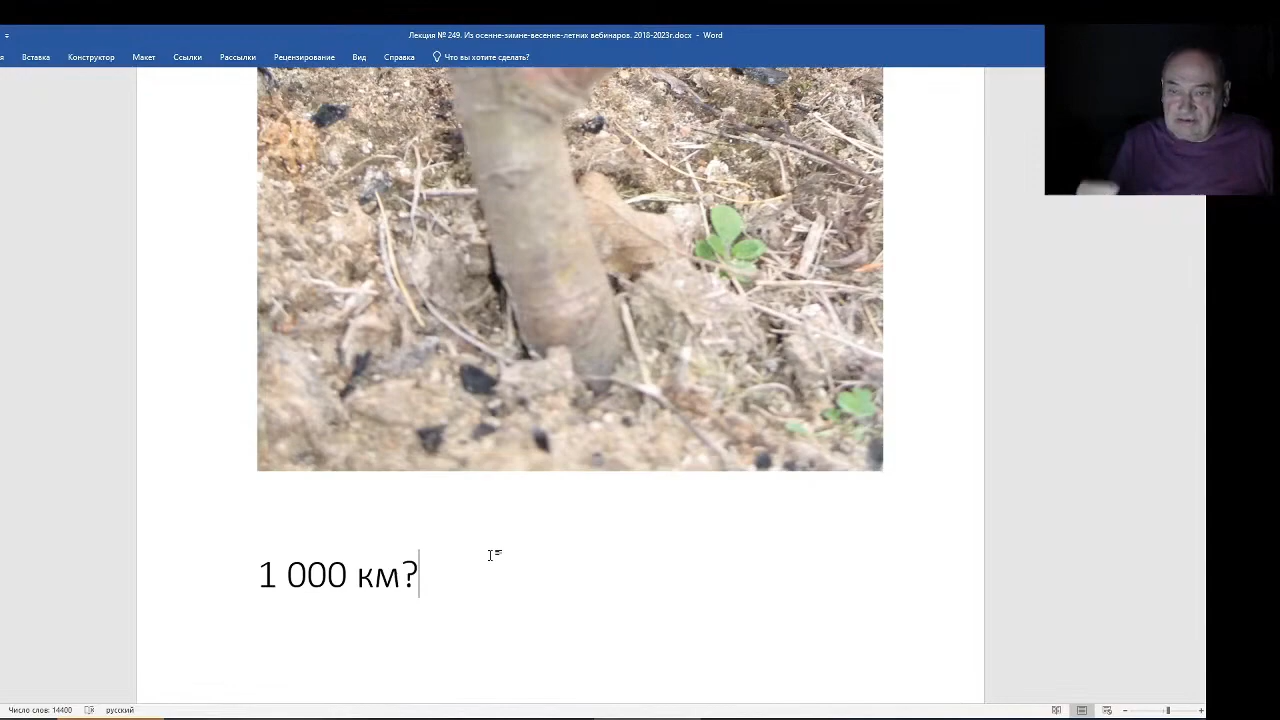 Лекция № 249. Из осенне-зимне-весенне-летних вебинаров. 2018-2023г.docx - Word
я Вставка Конструктор Макет Ссылки Рассылки Рецензирование Вид Справка Что вы хотите сделать?
1 000 км?
Число слов: 14400 русский